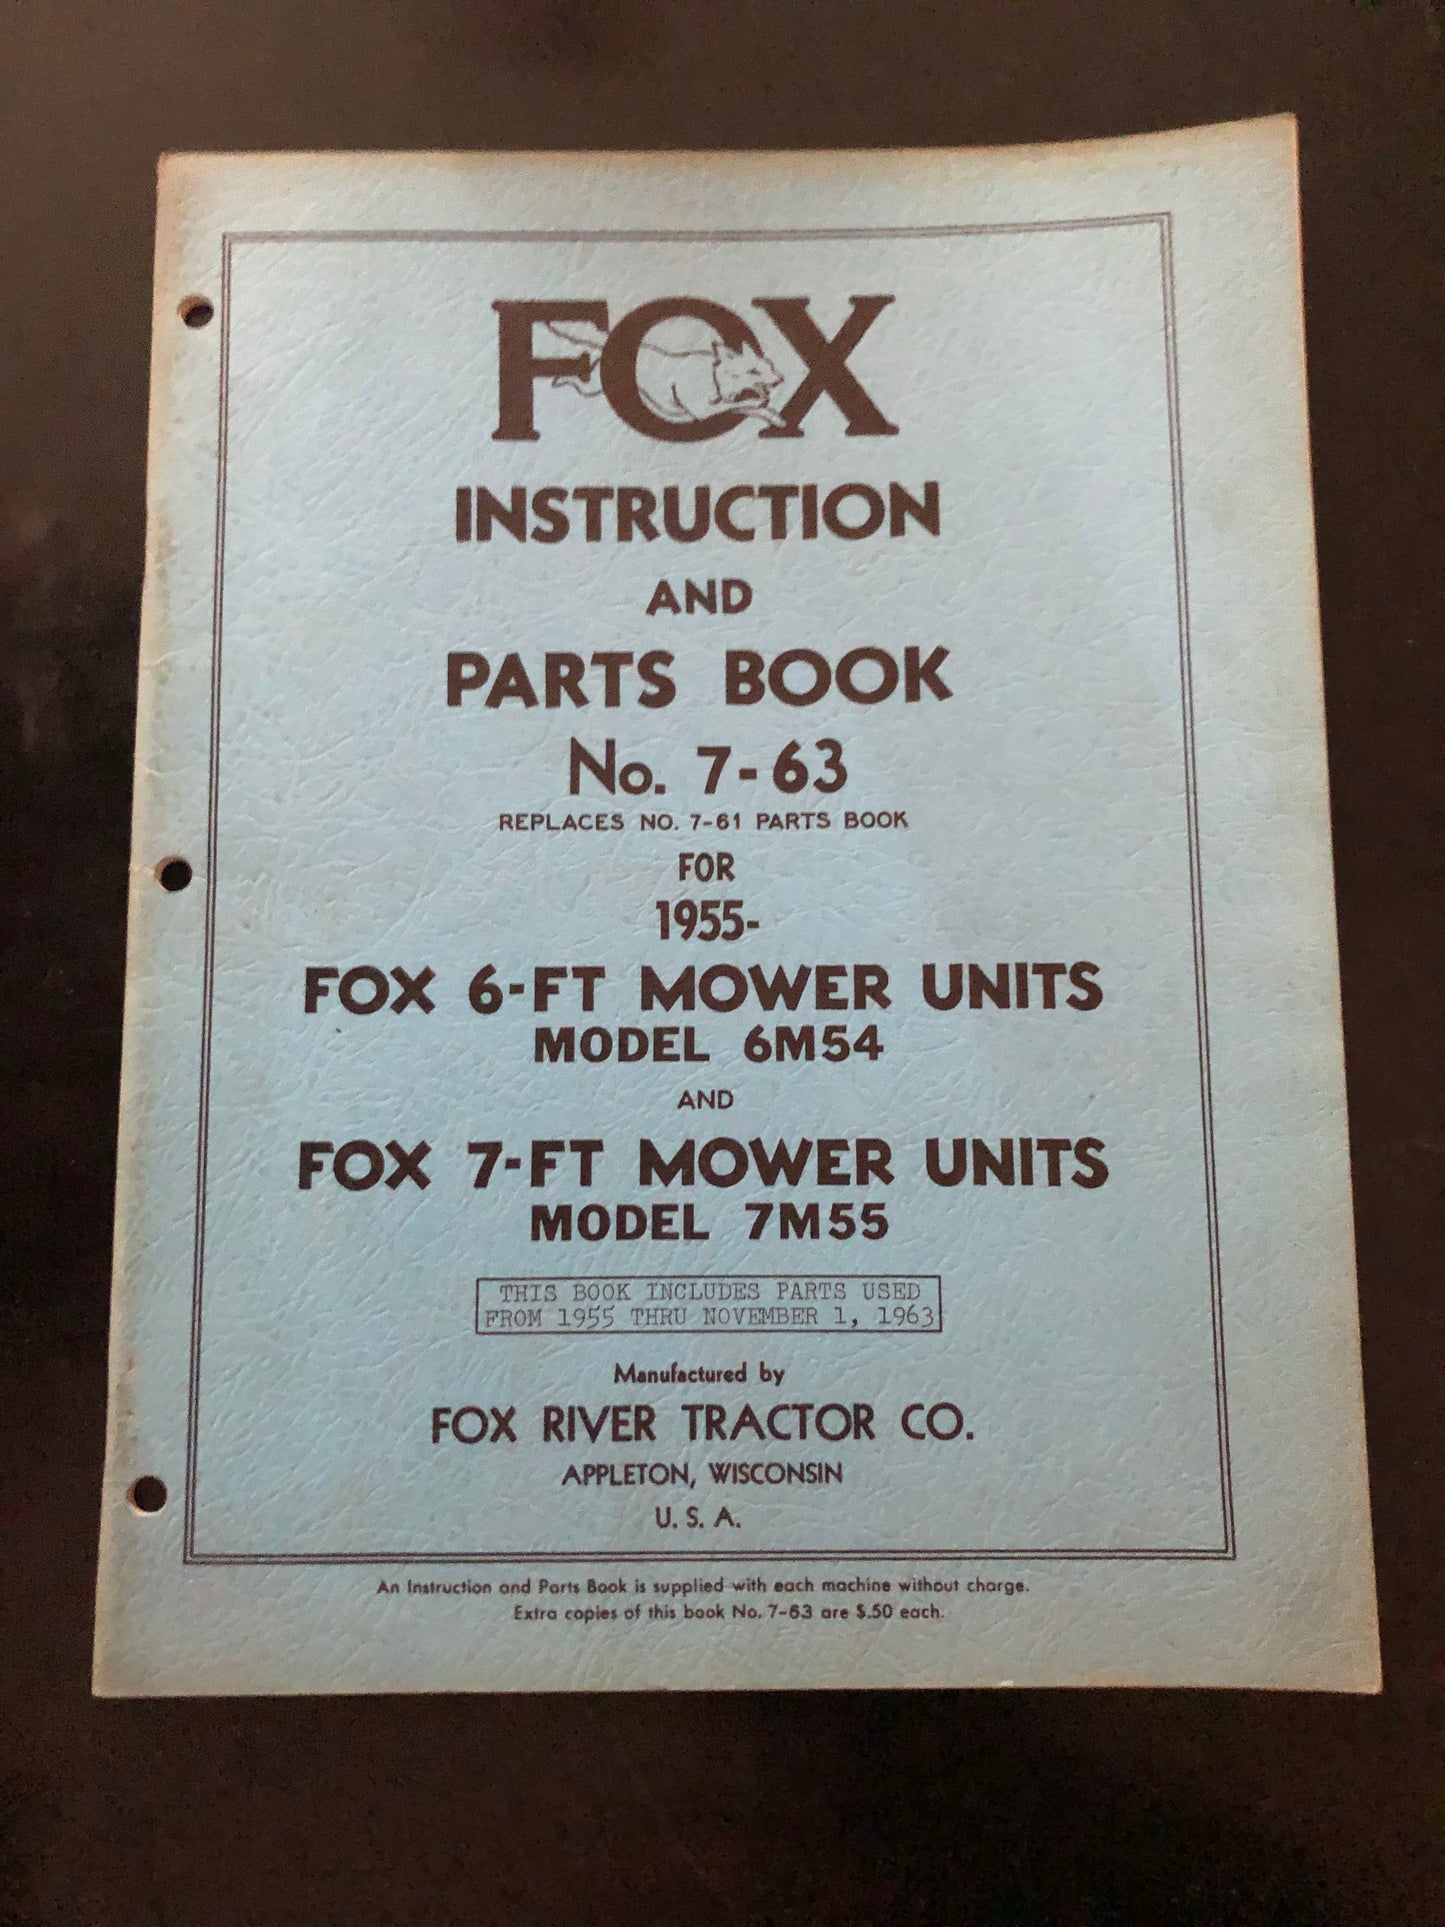 FOX
INSTRUCTION
AND
PARTS BOOK
No. 7-63
REPLACES NO. 7-61 PARTS BOOK
FOR
1955-
FOX 6-FT MOWER UNITS
MODEL 6M54
AND
FOX 7-FT MOWER UNITS
MODEL 7M55
THIS BOOK INCLUDES PARTS USED
FROM 1955 THRU NOVEMBER 1, 1963
Manufactured by
FOX RIVER TRACTOR CO.
APPLETON, WISCONSIN
U. S. A.
An Instruction and Parts Book is supplied with each machine without charge.
Extra copies of this book No. 7-63 are $.50 each.